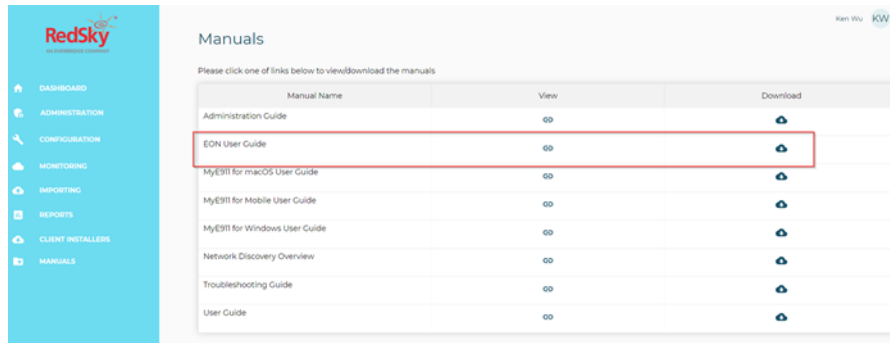 RedSky
AN EVERBRIDGE COMPANY
Ken Wu KW
DASHBOARD
ADMINISTRATION
CONFIGURATION
MONITORING
IMPORTING
REPORTS
CLIENT INSTALLERS
MANUALS
Manuals
Please click one of links below to view/download the manuals
Manual Name View Download
Administration Guide
EON User Guide
MyE911 for macOS User Guide
MyE911 for Mobile User Guide
MyE911 for Windows User Guide
Network Discovery Overview
Troubleshooting Guide
User Guide